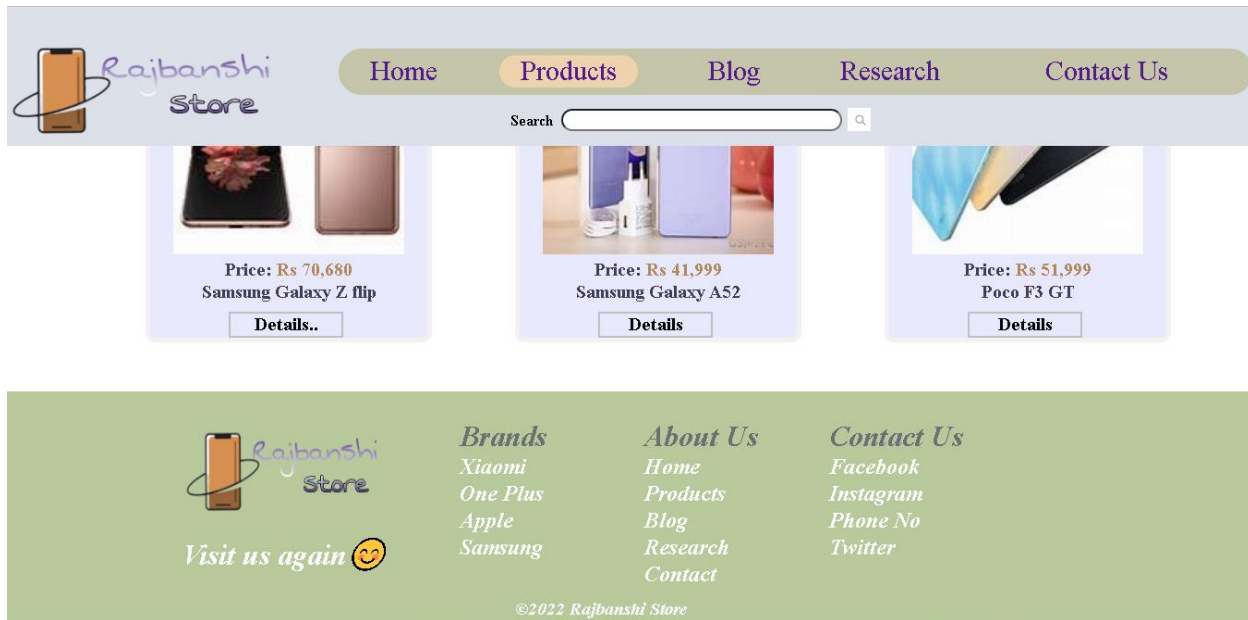 Rajbanshi
Store
Home Products Blog Research Contact Us
Search
Price: Rs 70,680
Samsung Galaxy Z flip
Details..
Price: Rs 41,999
Samsung Galaxy A52
Details
Price: Rs 51,999
Poco F3 GT
Details
Rajbanshi
Store
Visit us again
Brands
Xiaomi
One Plus
Apple
Samsung
About Us
Home
Products
Blog
Research
Contact
Contact Us
Facebook
Instagram
Phone No
Twitter
©2022 Rajbanshi Store